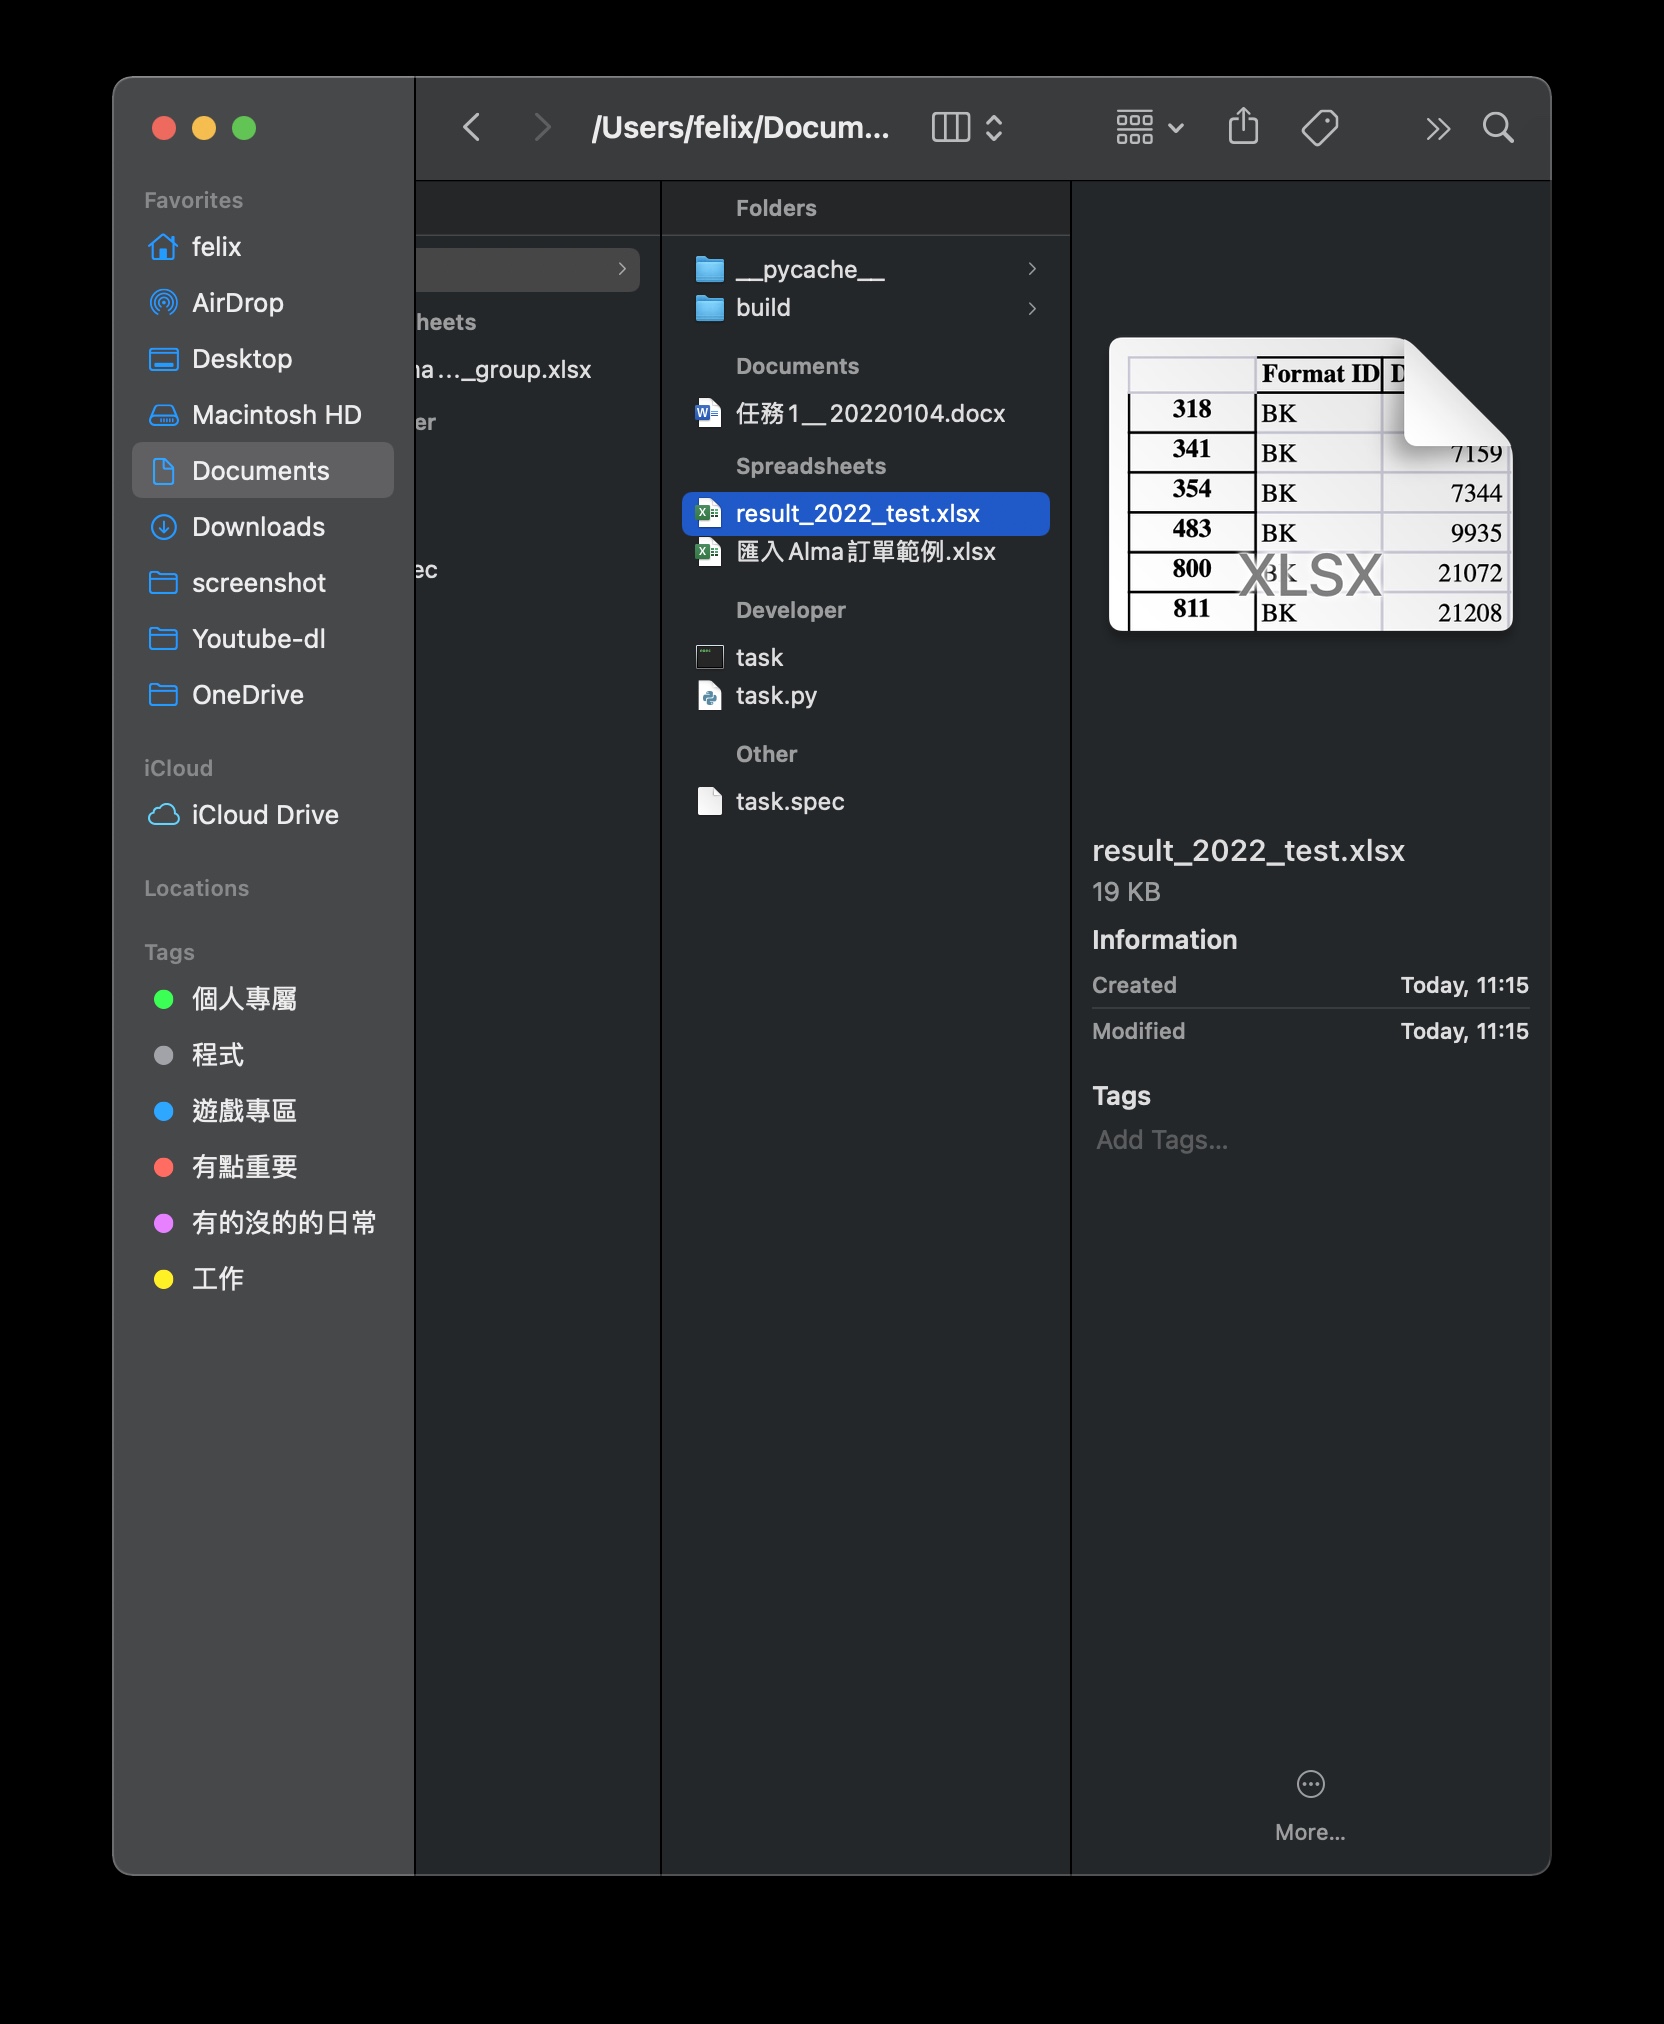 /Users/felix/Docum...
Favorites
felix
AirDrop
Desktop
Macintosh HD
Documents
Downloads
screenshot
Youtube-dl
OneDrive
iCloud
iCloud Drive
Locations
Tags
個人專屬
程式
遊戲專區
有點重要
有的沒的的日常
工作
heets
a..._group.xlsx
er
ec
Folders
__pycache__
build
Documents
任務1__20220104.docx
Spreadsheets
result_2022_test.xlsx
匯入Alma訂單範例.xlsx
Developer
task
task.py
Other
task.spec
Format ID D
318 BK
341 BK 7159
354 BK 7344
483 BK 9935
800 BK 21072
811 BK 21208
XLSX
result_2022_test.xlsx
19 KB
Information
Created Today, 11:15
Modified Today, 11:15
Tags
Add Tags...
More...